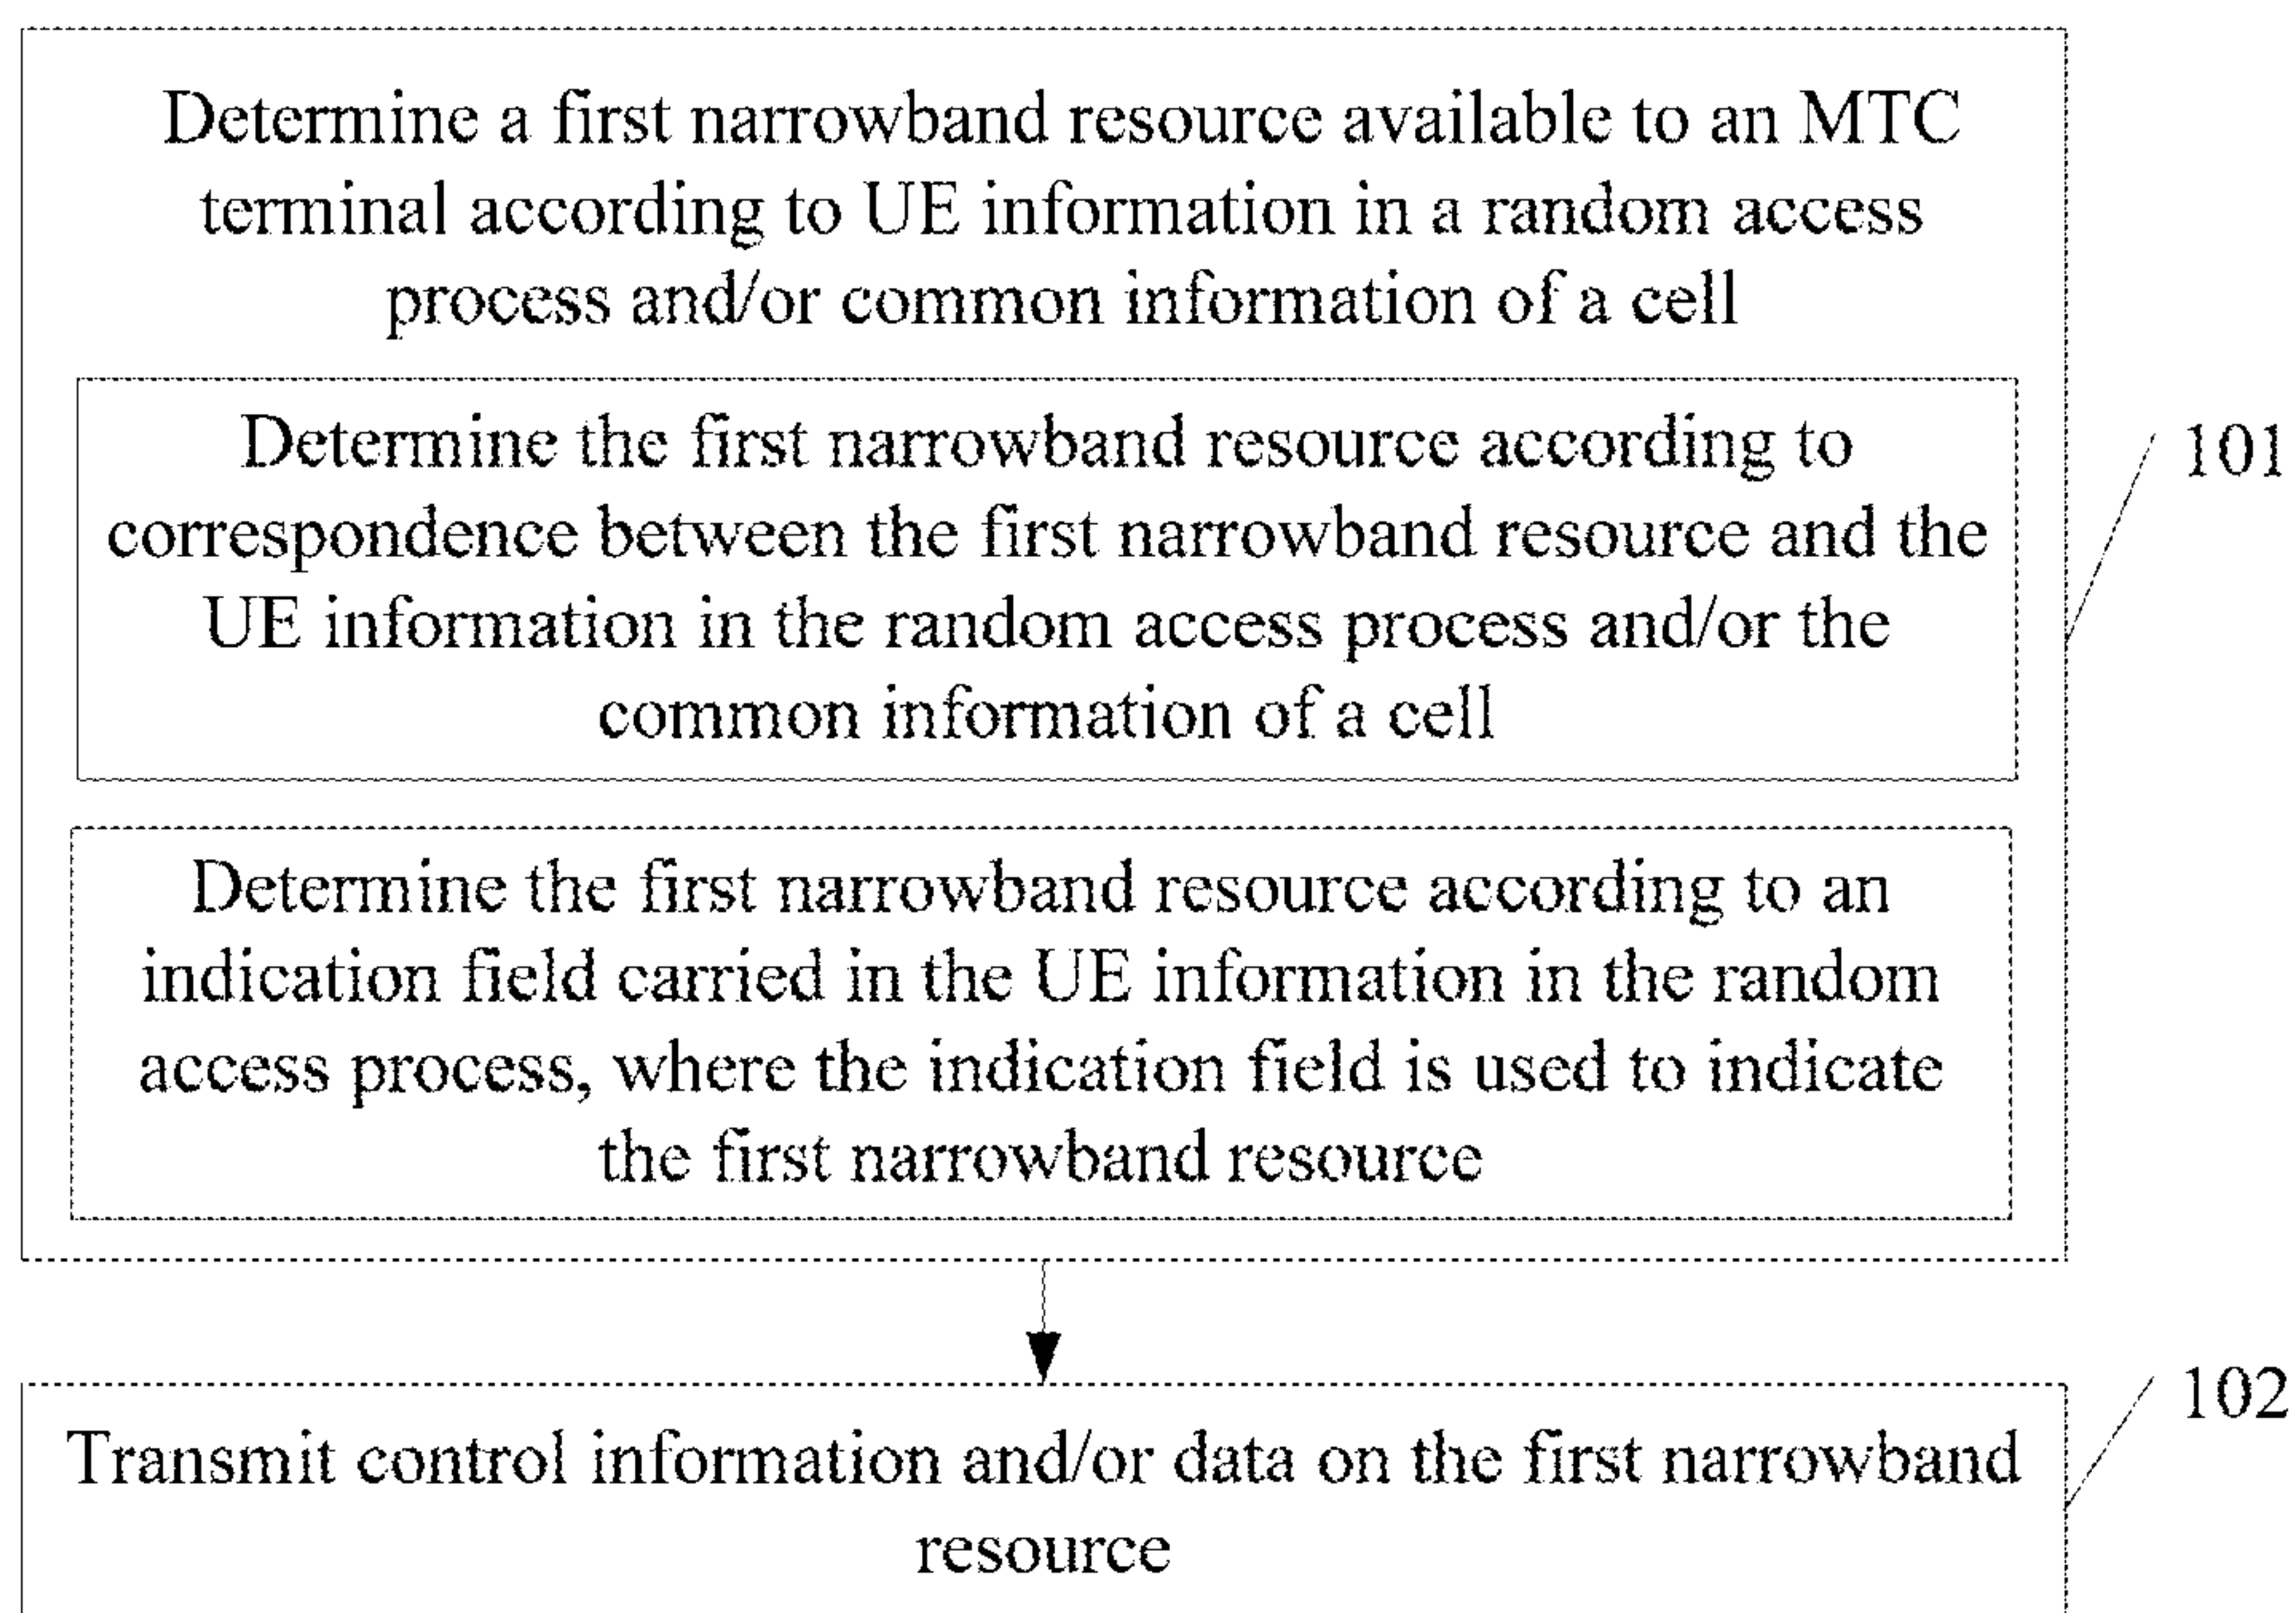 Determine a first narrowband resource available to an MTC
terminal according to UE information in a random access
process and/or common information of a cell
Determine the first narrowband resource according to
correspondence between the first narrowband resource and the
UE information in the random access process and/or the
common information of a cell
101
Determine the first narrowband resource according to an
indication field carried in the UE information in the random
access process, where the indication field is used to indicate
the first narrowband resource
102
Transmit control information and/or data on the first narrowband
resource